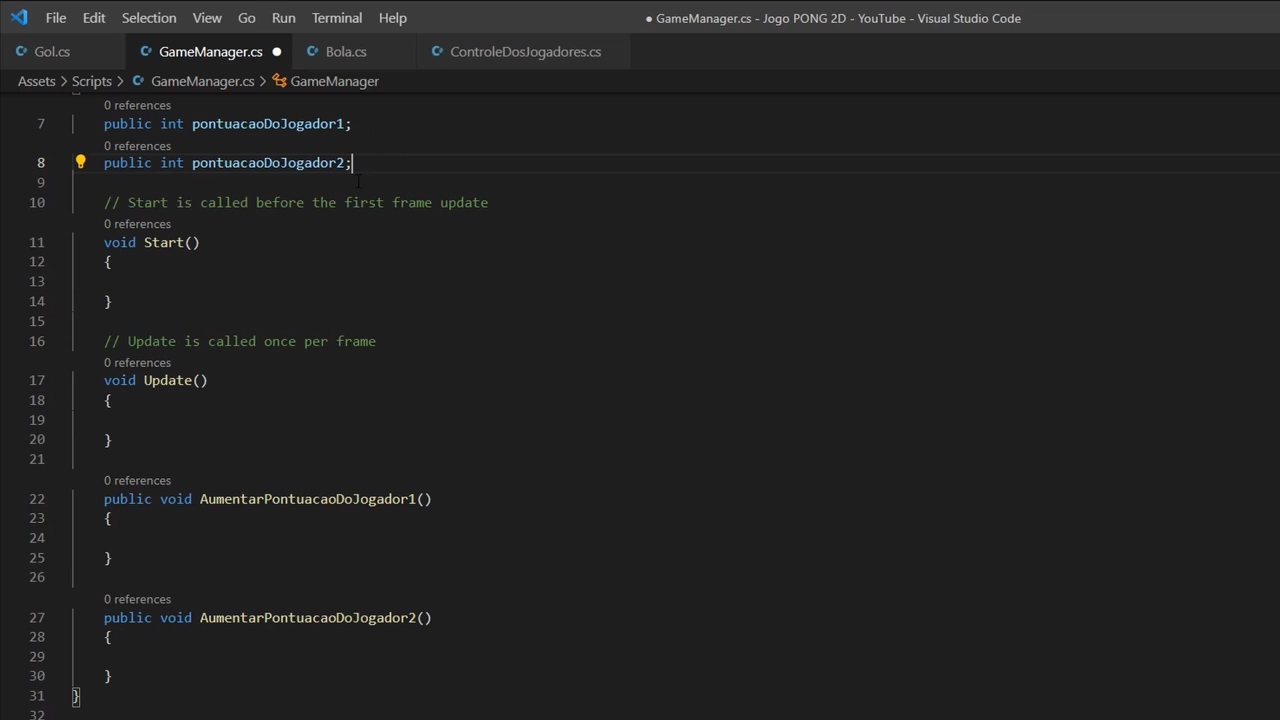 File Edit Selection View Go Run Terminal Help ● GameManager.cs - Jogo PONG 2D - YouTube - Visual Studio Code
Gol.cs GameManager.cs ● Bola.cs ControleDosJogadores.cs
Assets > Scripts > GameManager.cs > GameManager
0 references
7 public int pontuacaoDoJogador1;
0 references
8 public int pontuacaoDoJogador2;
9
10 // Start is called before the first frame update
0 references
11 void Start()
12 {
13
14 }
15
16 // Update is called once per frame
0 references
17 void Update()
18 {
19
20 }
21
0 references
22 public void AumentarPontuacaoDoJogador1()
23 {
24
25 }
26
0 references
27 public void AumentarPontuacaoDoJogador2()
28 {
29
30 }
31 }
32